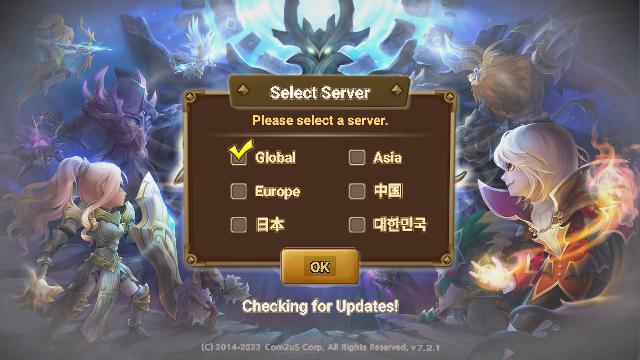 Select Server
Please select a server.
Global
Asia
Europe
中国
日本
대한민국
OK
Checking for Updates!
(C) 2014-2023 Com2uS Corp. All Rights Reserved. v7.2.1